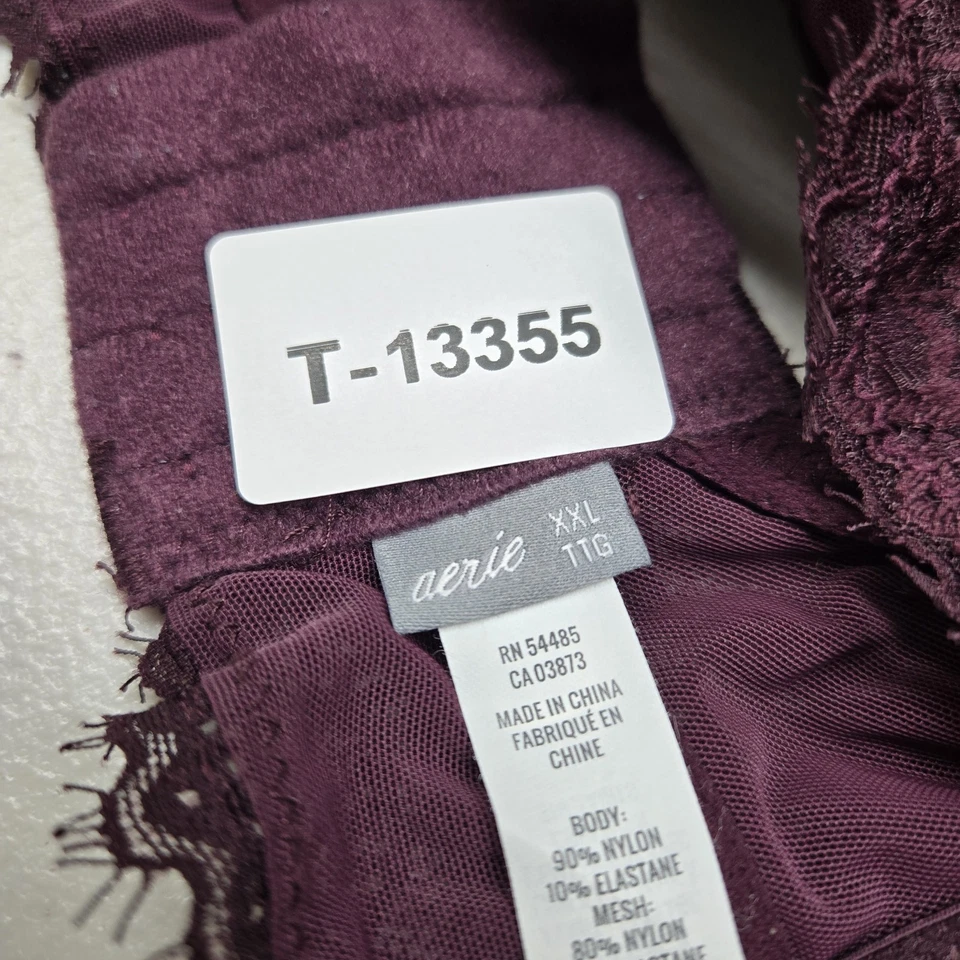 T-13355
aerie XXL
TTG
RN 54485
CA 03873
MADE IN CHINA
FABRIQUÉ EN
CHINE
BODY:
90% NYLON
10% ELASTANE
MESH:
80% NYLON
ELASTANE